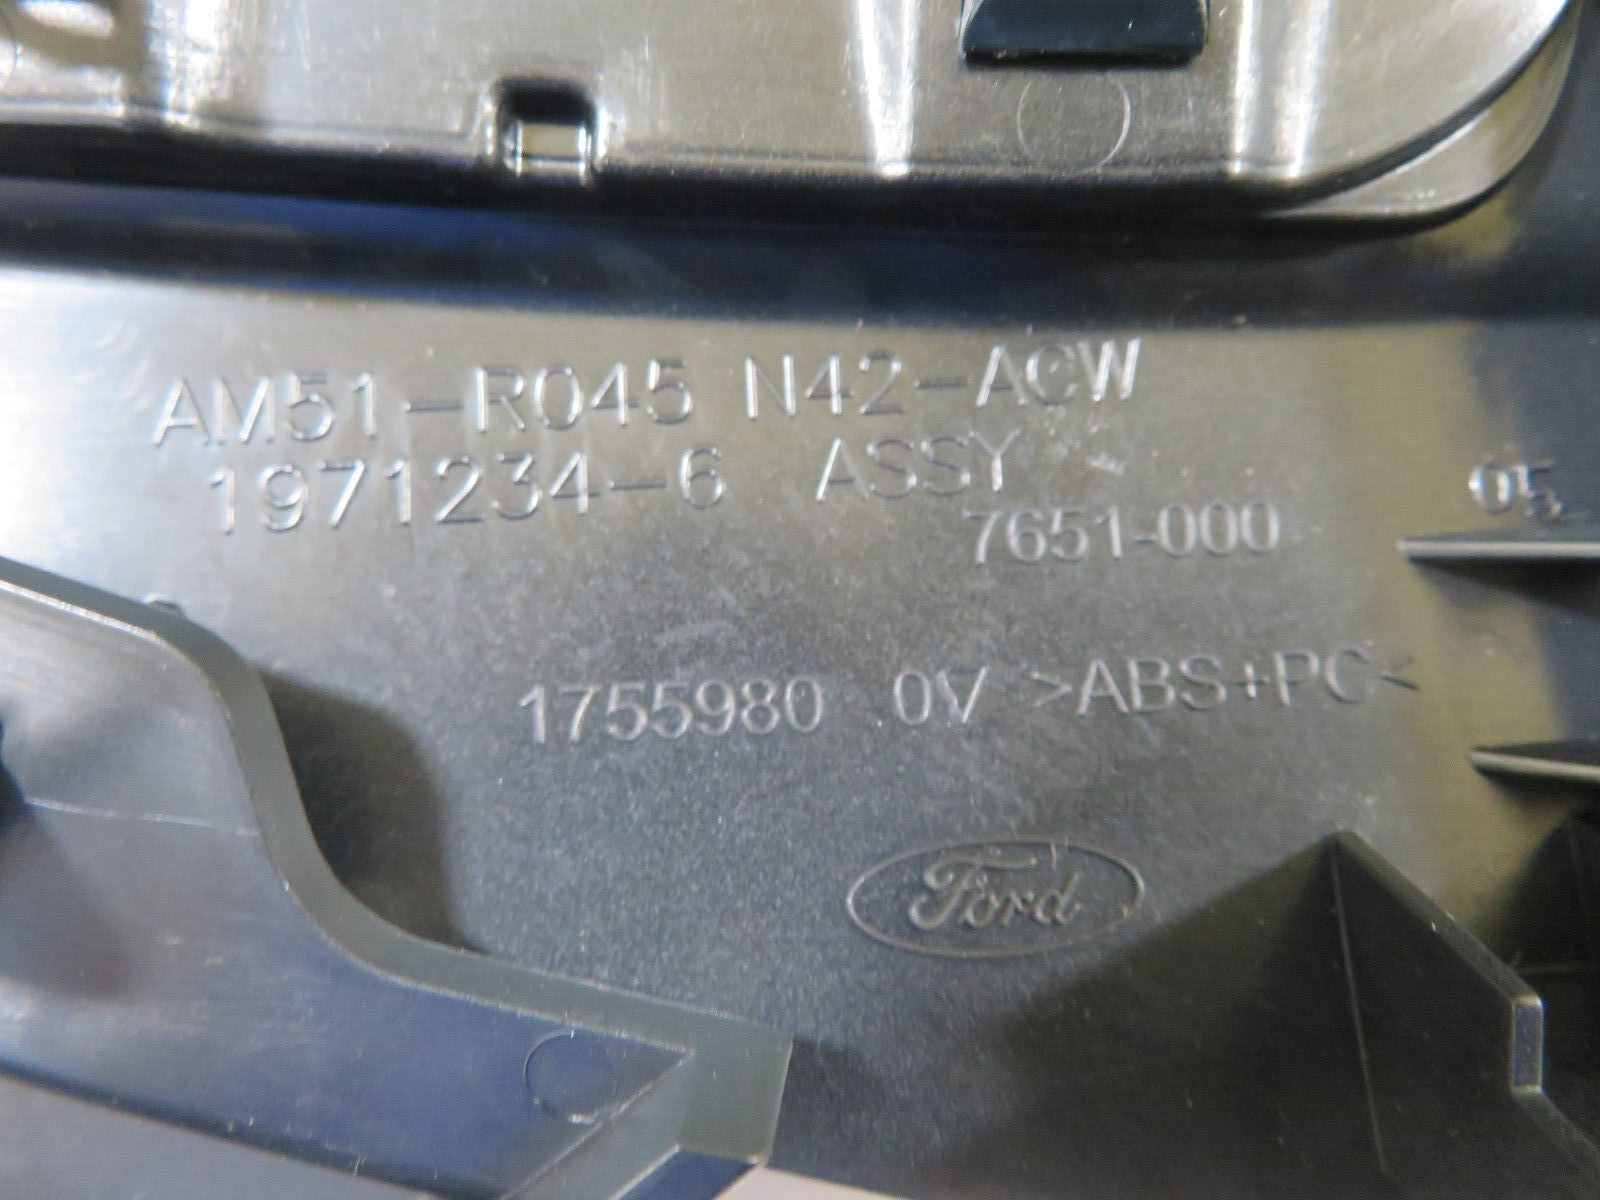 AM51-R045 N42-ACW
1971234-6 ASSY
7651-000
05
1755980 0V >ABS+PC<
Ford